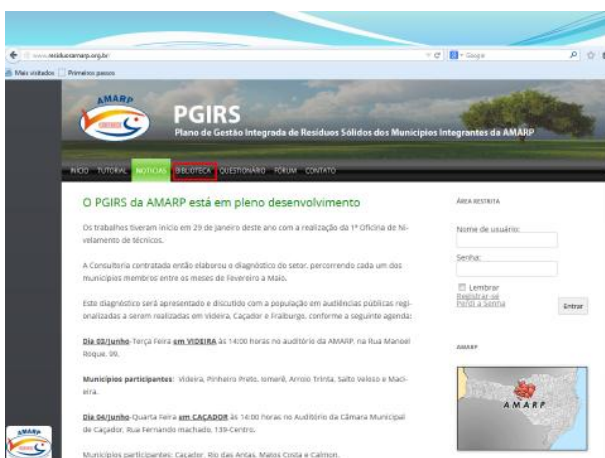 www.residuosamarp.org.br
Google
Mais visitados
Primeiros passos
AMARP
PGIRS
Plano de Gestão Integrada de Resíduos Sólidos dos Municípios Integrantes da AMARP
INÍCIO TUTORIAL NOTÍCIAS BIBLIOTECA QUESTIONÁRIO FÓRUM CONTATO
O PGIRS da AMARP está em pleno desenvolvimento
Os trabalhos tiveram início em 29 de Janeiro deste ano com a realização da 1ª Oficina de Ni-
velamento de técnicos.
A Consultoria contratada então elaborou o diagnóstico do setor, percorrendo cada um dos
municípios membros entre os meses de Fevereiro a Maio.
Este diagnóstico será apresentado e discutido com a população em audiências públicas regi-
onalizadas a serem realizadas em Videira, Caçador e Fraiburgo, conforme a seguinte agenda:
Dia 03/Junho-Terça Feira em VIDEIRA às 14:00 horas no auditório da AMARP, na Rua Manoel
Roque, 99.
Municípios participantes: Videira, Pinheiro Preto, Iomerê, Arroio Trinta, Salto Veloso e Maci-
eira.
Dia 04/Junho-Quarta Feira em CAÇADOR às 14:00 horas no Auditório da Câmara Municipal
de Caçador, Rua Fernando machado, 139-Centro.
Municípios participantes: Caçador, Rio das Antas, Matos Costa e Calmon.
ÁREA RESTRITA
Nome de usuário:
Senha:
Lembrar
Registrar-se
Perdi a Senha
Entrar
AMARP
AMARP
AMARP